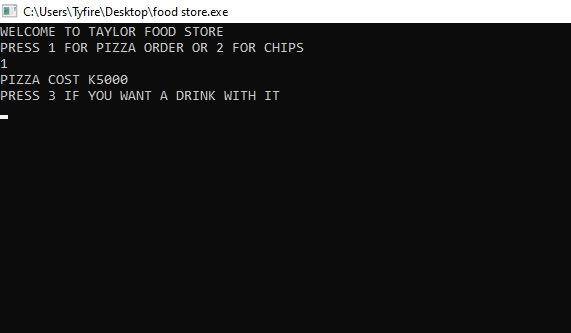 C:\Users\Tyfire\Desktop\food store.exe
WELCOME TO TAYLOR FOOD STORE
PRESS 1 FOR PIZZA ORDER OR 2 FOR CHIPS
1
PIZZA COST K5000
PRESS 3 IF YOU WANT A DRINK WITH IT